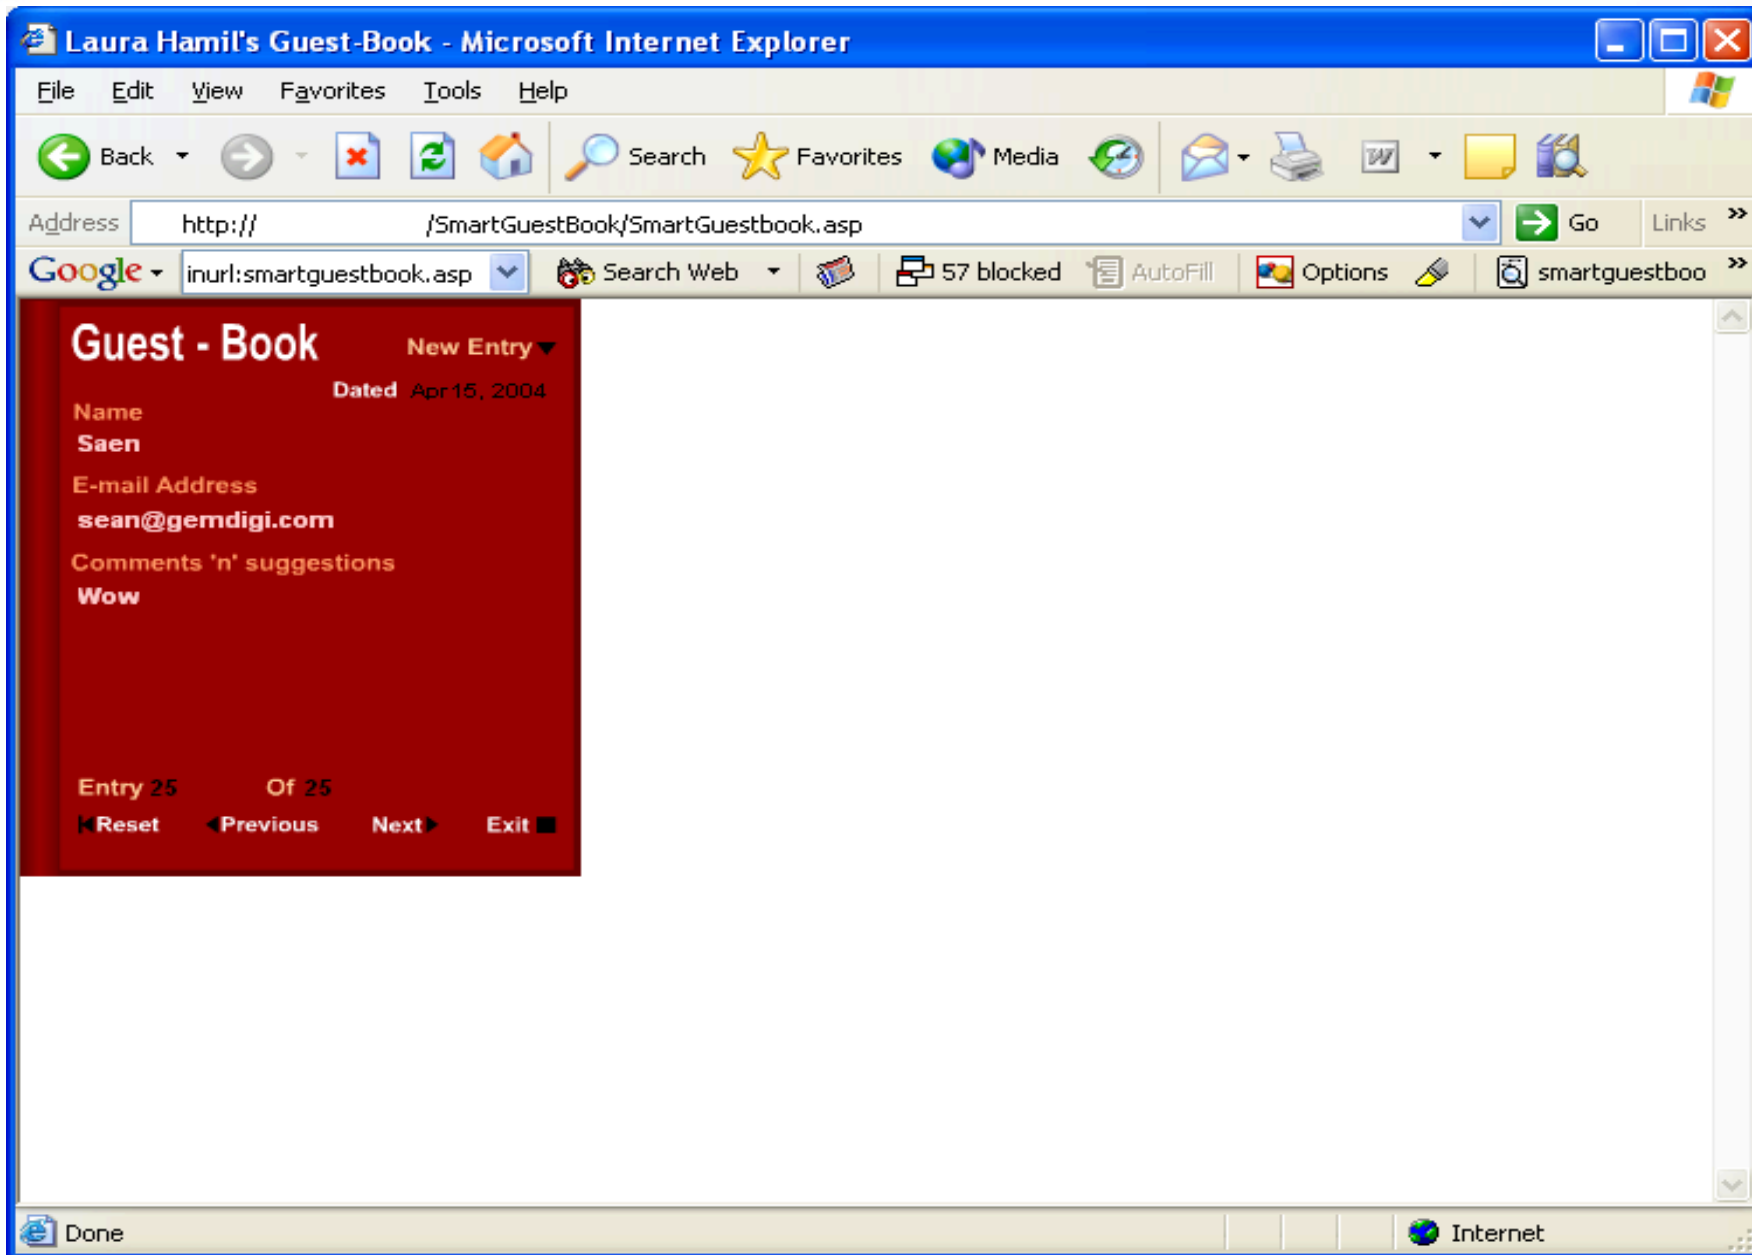 Laura Hamil's Guest-Book - Microsoft Internet Explorer
File Edit View Favorites Tools Help
Back Search Favorites Media W
Address http:// /SmartGuestBook/SmartGuestbook.asp Go Links »
Google inurl:smartguestbook.asp Search Web 57 blocked AutoFill Options smartguestboo »
Guest - Book New Entry
Dated Apr 15, 2004
Name
Saen
E-mail Address
sean@gemdigi.com
Comments 'n' suggestions
Wow
Entry 25 Of 25
Reset Previous Next Exit
Done Internet